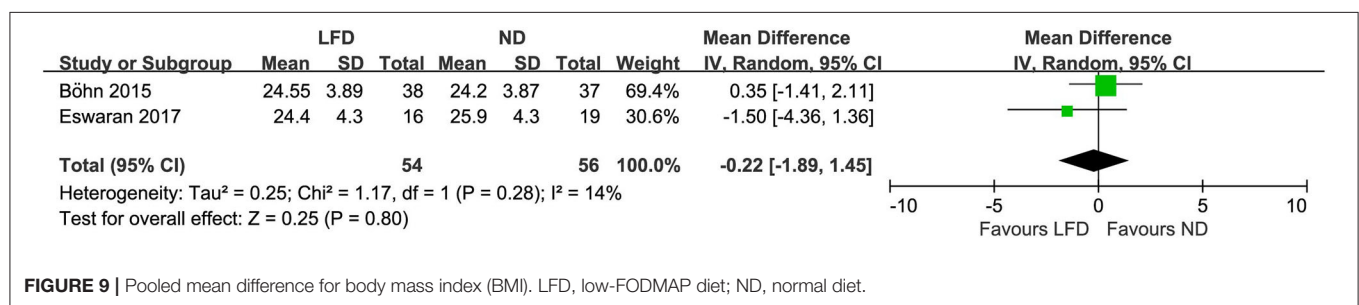 LFD ND Mean Difference Mean Difference
Study or Subgroup Mean SD Total Mean SD Total Weight IV, Random, 95% CI IV, Random, 95% CI
Böhn 2015 24.55 3.89 38 24.2 3.87 37 69.4% 0.35 [-1.41, 2.11]
Eswaran 2017 24.4 4.3 16 25.9 4.3 19 30.6% -1.50 [-4.36, 1.36]
Total (95% CI) 54 56 100.0% -0.22 [-1.89, 1.45]
Heterogeneity: Tau² = 0.25; Chi² = 1.17, df = 1 (P = 0.28); I² = 14%
Test for overall effect: Z = 0.25 (P = 0.80)
-10 -5 0 5 10
Favours LFD Favours ND
FIGURE 9 | Pooled mean difference for body mass index (BMI). LFD, low-FODMAP diet; ND, normal diet.